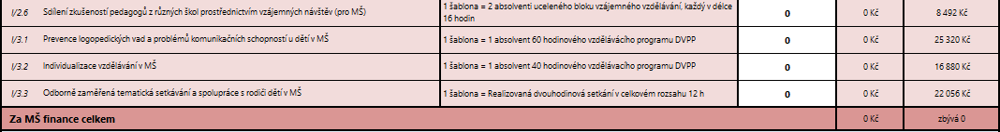 I/2.6 Sdílení zkušeností pedagogů z různých škol prostřednictvím vzájemných návštěv (pro MŠ) 1 šablona = 2 absolventi uceleného bloku vzájemného vzdělávání, každý v délce 16 hodin 0 0 Kč 8 492 Kč
I/3.1 Prevence logopedických vad a problémů komunikačních schopností u dětí v MŠ 1 šablona = 1 absolvent 60 hodinového vzdělávácího programu DVPP 0 0 Kč 25 320 Kč
I/3.2 Individualizace vzdělávání v MŠ 1 šablona = 1 absolvent 40 hodinového vzdělávacího programu DVPP 0 0 Kč 16 880 Kč
I/3.3 Odborně zaměřená tematická setkávání a spolupráce s rodiči dětí v MŠ 1 šablona = Realizovaná dvouhodinová setkání v celkovém rozsahu 12 h 0 0 Kč 22 056 Kč
Za MŠ finance celkem 0 Kč zbývá 0